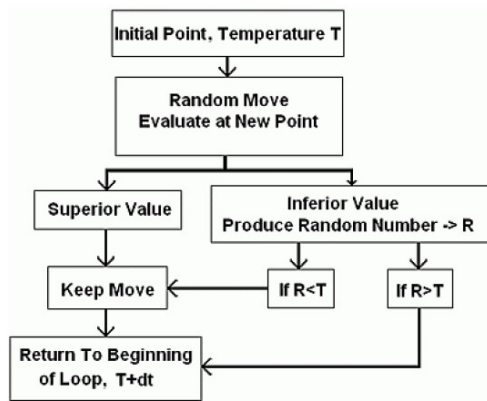 Initial Point, Temperature T
Random Move
Evaluate at New Point
Superior Value
Inferior Value
Produce Random Number -> R
Keep Move
If R<T
If R>T
Return To Beginning
of Loop, T+dt